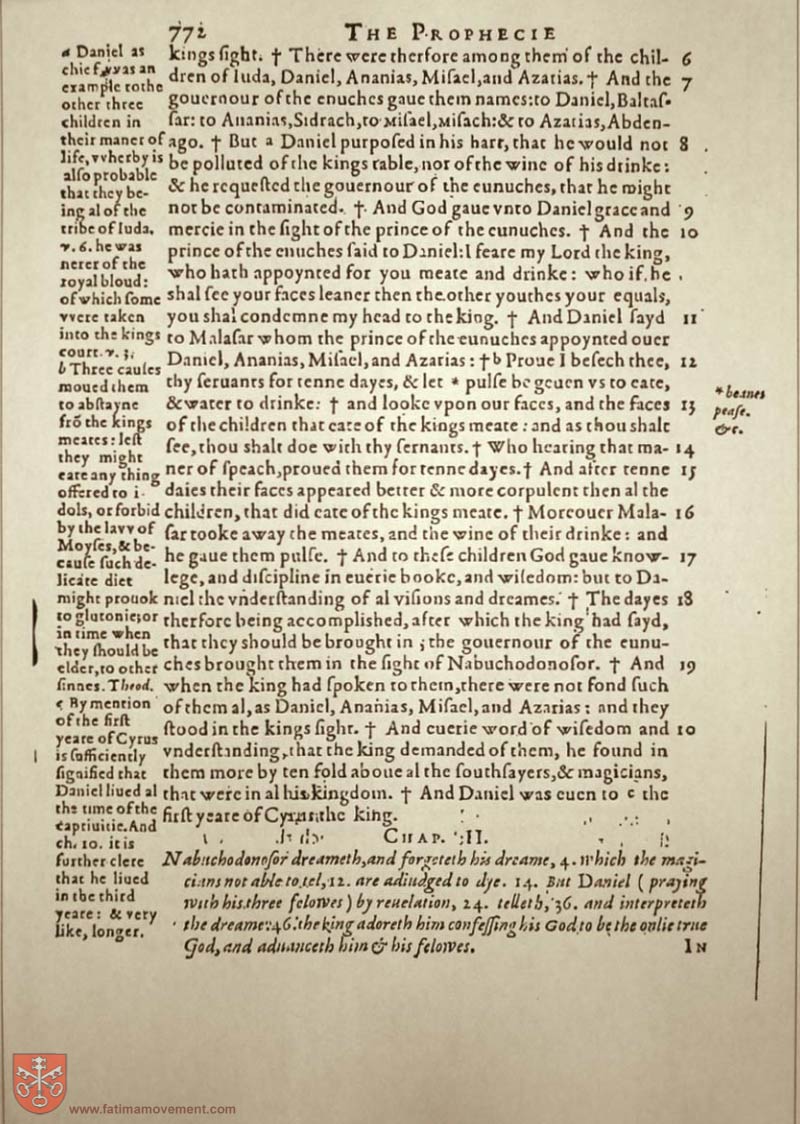 772 THE PROPHECIE
kings ſight. † There were therfore among them of the chil- 6
dren of Iuda, Daniel, Ananias, Miſael, and Azarias. † And the 7
gouernour of the enuches gaue them names: to Daniel, Baltaſ-
ſar: to Ananias, Sidrach, to Miſael, Miſach: & to Azarias, Abden-
ago. † But a Daniel purpoſed in his hart, that he would not 8
be polluted of the kings table, nor of the wine of his drinke:
& he requeſted the gouernour of the eunuches, that he might
not be contaminated. † And God gaue vnto Daniel grace and 9
mercie in the ſight of the prince of the eunuches. † And the 10
prince of the enuches ſaid to Daniel: I feare my Lord the king,
who hath appoynted for you meate and drinke: who if he
shal ſee your faces leaner then the other youthes your equals,
you shal condemne my head to the king. † And Daniel ſayd 11
to Malaſar whom the prince of the eunuches appoynted ouer
Daniel, Ananias, Miſael, and Azarias: † b Proue I beſech thee, 12
thy ſeruants for tenne dayes, & let * pulſe be geuen vs to eate,
& water to drinke: † and looke vpon our faces, and the faces 13
of the children that eate of the kings meate: and as thou shalt
ſee, thou shalt doe with thy ſeruants. † Who hearing that ma- 14
ner of ſpeach, proued them for tenne dayes. † And after tenne 15
daies their faces appeared better & more corpulent then al the
children, that did eate of the kings meate. † Moreouer Mala- 16
ſar tooke away the meates, and the wine of their drinke: and
he gaue them pulſe. † And to theſe children God gaue know- 17
lege, and diſcipline in euerie booke, and wiſedom: but to Da-
niel the vnderſtanding of al viſions and dreames. † The dayes 18
therfore being accomplished, after which the king had ſayd,
that they should be brought in; the gouernour of the eunu-
ches brought them in the ſight of Nabuchodonoſor. † And 19
when the king had ſpoken to them, there were not fond ſuch
of them al, as Daniel, Ananias, Miſael, and Azarias: and they
ſtood in the kings ſight. † And euerie word of wiſedom and 20
vnderſtanding, that the king demanded of them, he found in
them more by ten fold aboue al the ſouthſayers, & magicians,
that were in al his kingdom. † And Daniel was euen to c the
firſt yeare of Cyrus the king.
CHAP. II.
Nabuchodonoſor dreameth, and forgeteth his dreame, 4. which the magi-
cians not able to tel, 12. are adiudged to dye. 14. But Daniel (praying
with his three felowes) by reuelation, 24. telleth, 36. and interpreteth
the dreame: 46. the king adoreth him confeſſing his God to be the onlie true
God, and aduanceth him & his felowes.
IN
a Daniel as
chief vvas an
example to the
other three
children in
their maner of
life, vvherby is
alſo probable
that they be-
ing al of the
tribe of Iuda.
v. 6. he was
nerer of the
royal bloud:
of which ſome
vvere taken
into the kings
court. v. 3.
b Three cauſes
moued them
to abſtayne
frõ the kings
meates: leſt
they might
eate any thing
offered to i-
dols, or forbid
by the lavv of
Moyſes, & be-
cauſe ſuch de-
licate diet
might prouok
to glutonie, or
in time when
they should be
elder, to other
ſinnes. Theod.
c By mention
of the firſt
yeare of Cyrus
is ſufficiently
ſignified that
Daniel liued al
the time of the
captiuitie. And
ch. 10. it is
further clere
that he liued
in the third
yeare: & very
like, longer.
* beanes
peaſe.
&c.
www.fatimamovement.com